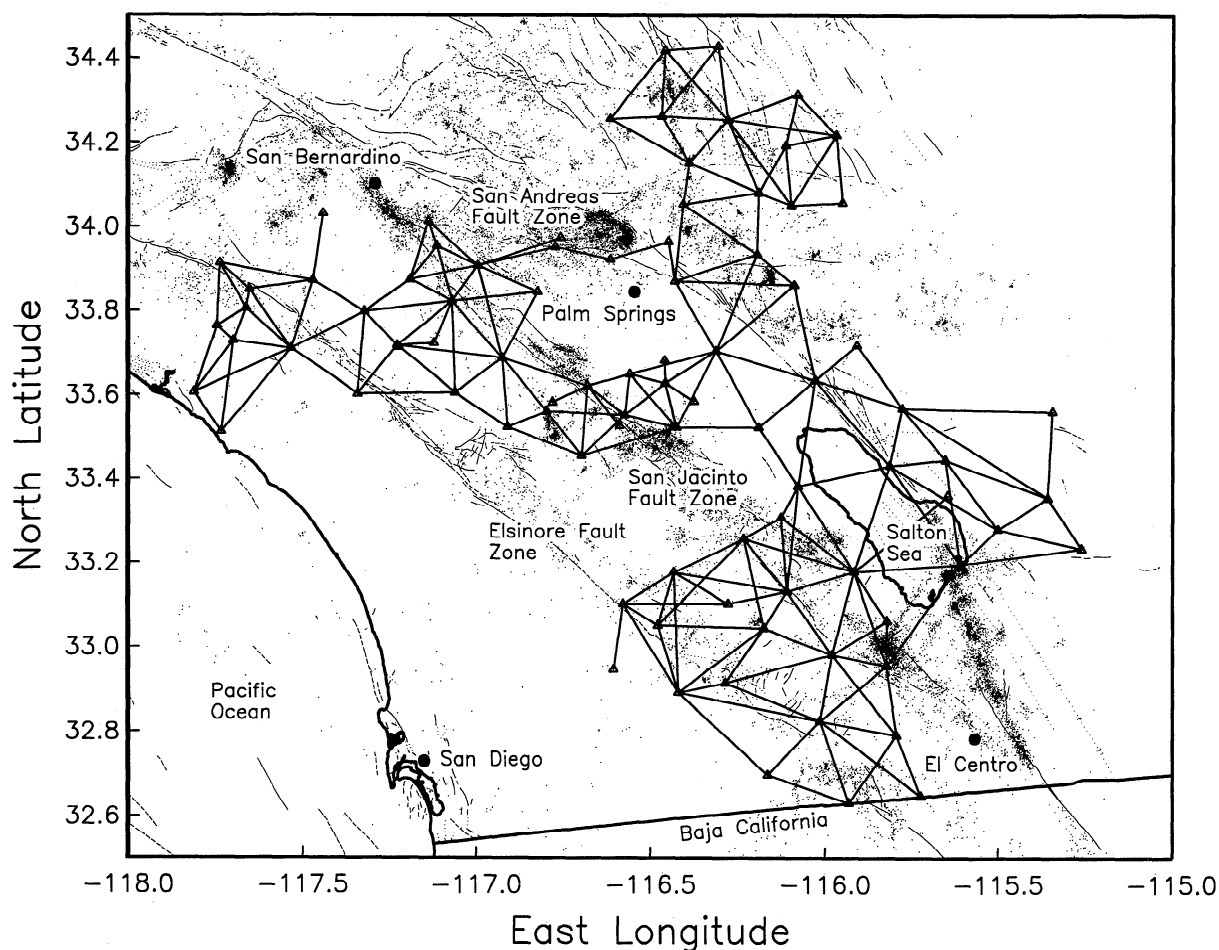 34.4
34.2
34.0
33.8
33.6
33.4
33.2
33.0
32.8
32.6
North Latitude
San Bernardino
San Andreas
Fault Zone
Palm Springs
San Jacinto
Fault Zone
Elsinore Fault
Zone
Salton
Sea
Pacific
Ocean
San Diego
El Centro
Baja California
−118.0
−117.5
−117.0
−116.5
−116.0
−115.5
−115.0
East Longitude